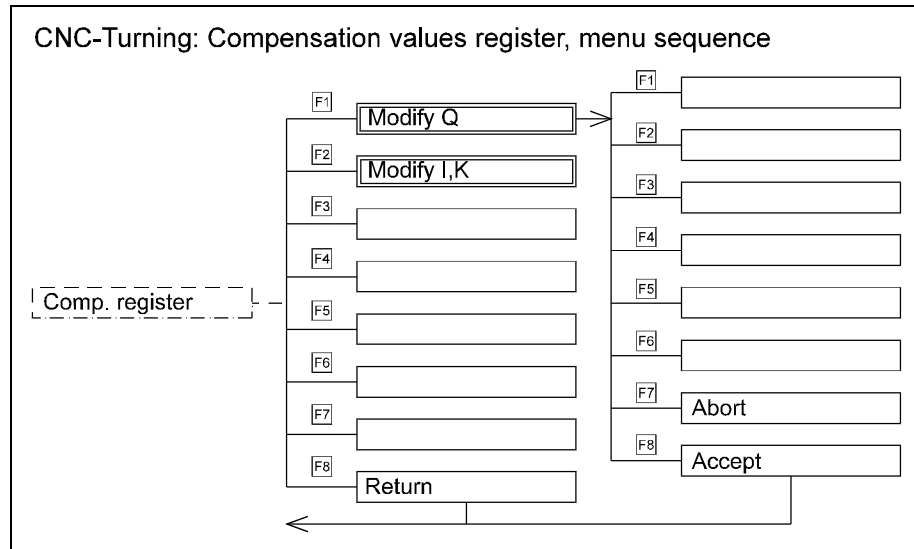 CNC-Turning: Compensation values register, menu sequence
Comp. register
F1 Modify Q
F2 Modify I,K
F3
F4
F5
F6
F7
F8 Return
F1
F2
F3
F4
F5
F6
F7 Abort
F8 Accept